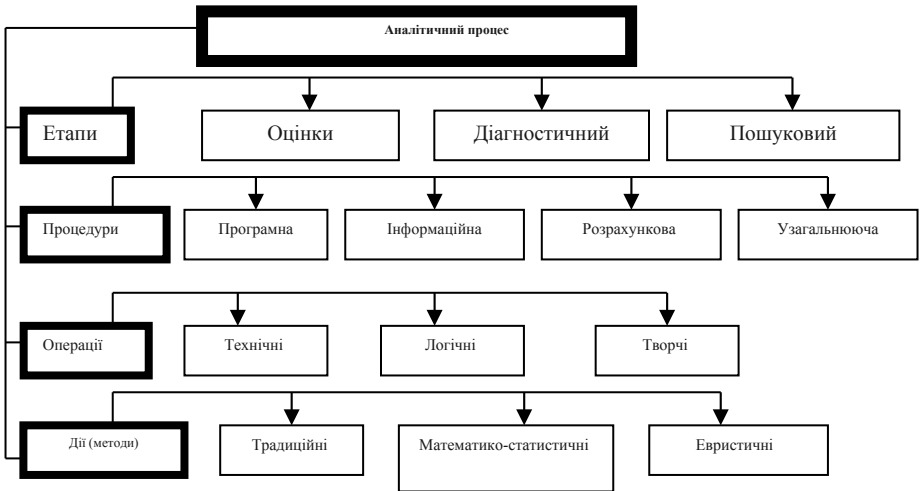 Аналітичний процес
Етапи
Оцінки
Діагностичний
Пошуковий
Процедури
Програмна
Інформаційна
Розрахункова
Узагальнююча
Операції
Технічні
Логічні
Творчі
Дії (методи)
Традиційні
Математико-статистичні
Евристичні